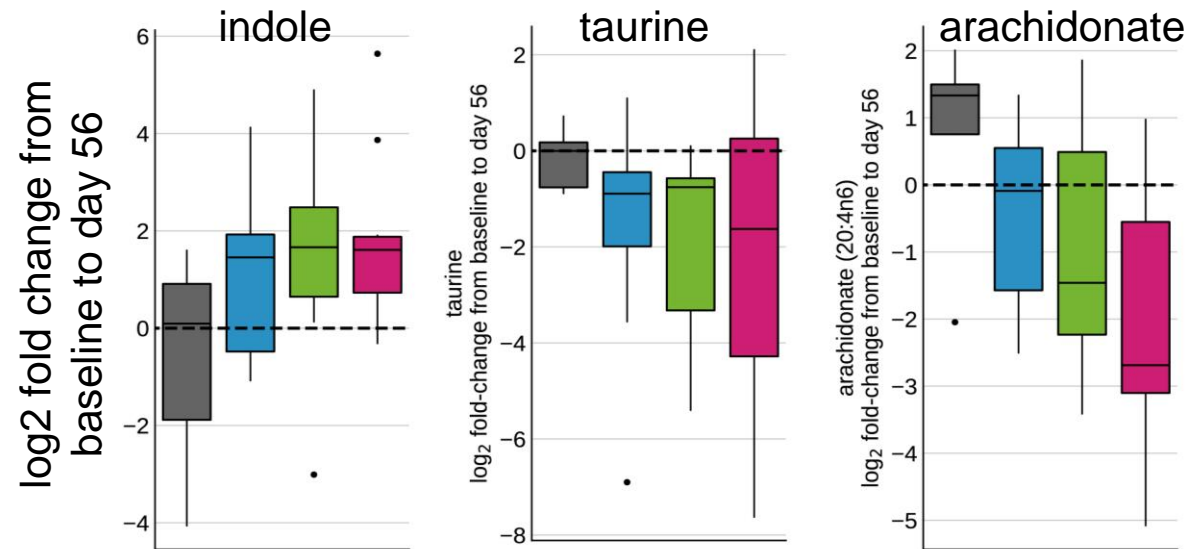 indole
taurine
arachidonate
log2 fold change from
baseline to day 56
6
4
2
0
−2
−4
taurine
log₂ fold-change from baseline to day 56
2
0
−2
−4
−6
−8
arachidonate (20:4n6)
log₂ fold-change from baseline to day 56
2
1
0
−1
−2
−3
−4
−5